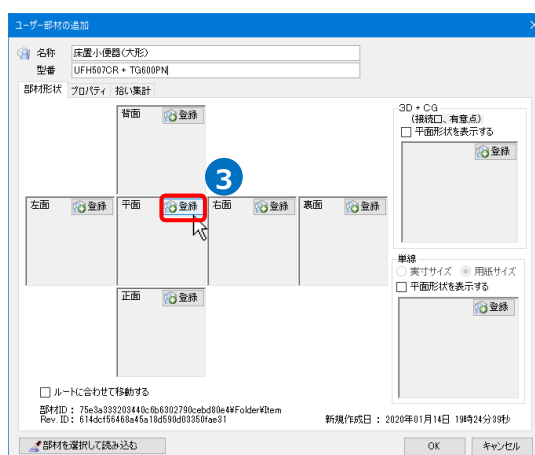 ユーザー部材の追加
名称 床置小便器(大形)
型番 UFH507CR + TG600PN
部材形状 プロパティ 拾い集計
背面 登録
3D + CG
(接続口、有意点)
平面形状を表示する
登録
3
左面 登録 平面 登録 右面 登録 裏面 登録
単線
実寸サイズ 用紙サイズ
平面形状を表示する
正面 登録
登録
ルートに合わせて移動する
部材ID : 75e3a333203440c6b6302790cebd80e4¥Folder¥Item
Rev. ID : 614dcf56468a45a18d590d03350fae31 新規作成日 : 2020年01月14日 19時24分39秒
部材を選択して読み込む OK キャンセル